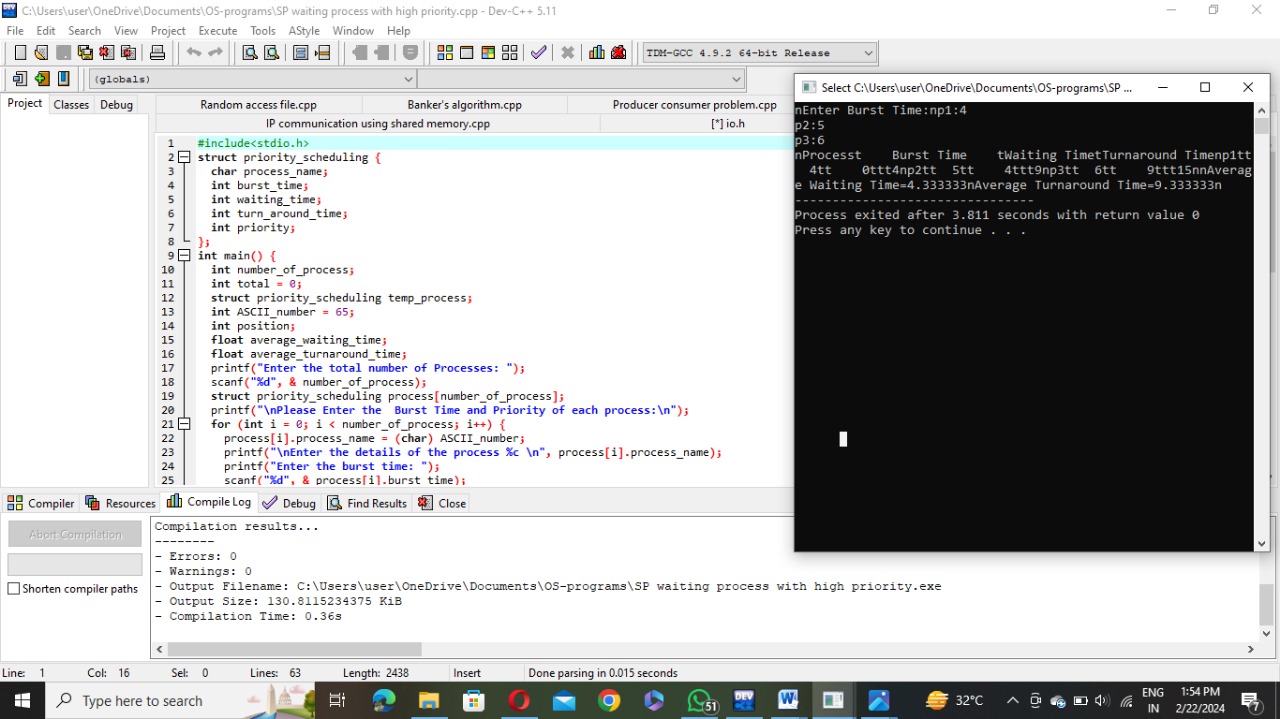 C:\Users\user\OneDrive\Documents\OS-programs\SP waiting process with high priority.cpp - Dev-C++ 5.11
File Edit Search View Project Execute Tools AStyle Window Help
TDM-GCC 4.9.2 64-bit Release
(globals)
Project Classes Debug
Random access file.cpp Banker's algorithm.cpp Producer consumer problem.cpp
IP communication using shared memory.cpp [*] io.h
1 #include<stdio.h>
2 struct priority_scheduling {
3 char process_name;
4 int burst_time;
5 int waiting_time;
6 int turn_around_time;
7 int priority;
8 };
9 int main() {
10 int number_of_process;
11 int total = 0;
12 struct priority_scheduling temp_process;
13 int ASCII_number = 65;
14 int position;
15 float average_waiting_time;
16 float average_turnaround_time;
17 printf("Enter the total number of Processes: ");
18 scanf("%d", & number_of_process);
19 struct priority_scheduling process[number_of_process];
20 printf("\nPlease Enter the  Burst Time and Priority of each process:\n");
21 for (int i = 0; i < number_of_process; i++) {
22 process[i].process_name = (char) ASCII_number;
23 printf("\nEnter the details of the process %c \n", process[i].process_name);
24 printf("Enter the burst time: ");
25 scanf("%d", & process[i].burst_time);
Select C:\Users\user\OneDrive\Documents\OS-programs\SP ...
nEnter Burst Time:np1:4
p2:5
p3:6
nProcesst    Burst Time    tWaiting TimetTurnaround Timenp1tt
4tt     0ttt4np2tt  5tt    4ttt9np3tt  6tt    9ttt15nnAverag
e Waiting Time=4.333333nAverage Turnaround Time=9.333333n
--------------------------------
Process exited after 3.811 seconds with return value 0
Press any key to continue . . .
Compiler Resources Compile Log Debug Find Results Close
Abort Compilation
Shorten compiler paths
Compilation results...
--------
- Errors: 0
- Warnings: 0
- Output Filename: C:\Users\user\OneDrive\Documents\OS-programs\SP waiting process with high priority.exe
- Output Size: 130.8115234375 KiB
- Compilation Time: 0.36s
Line: 1 Col: 16 Sel: 0 Lines: 63 Length: 2438 Insert Done parsing in 0.015 seconds
Type here to search
51
DEV
32°C
ENG
IN
1:54 PM
2/22/2024
7